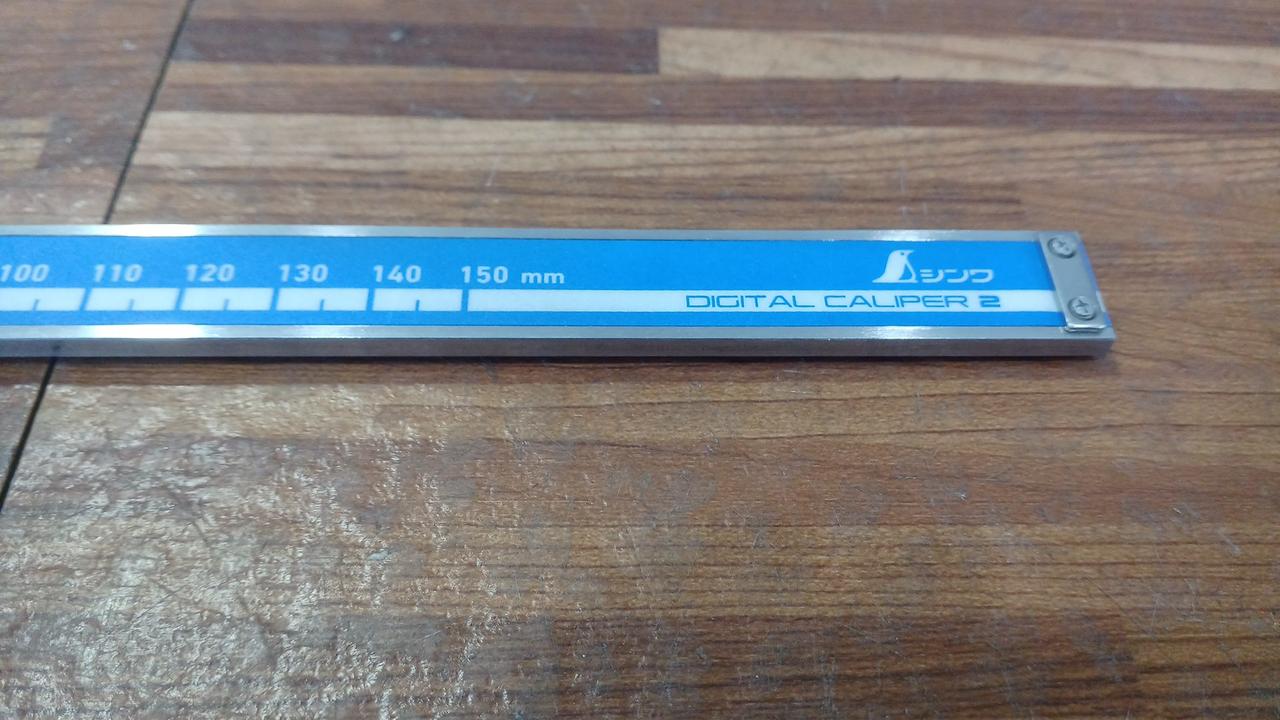 100 110 120 130 140 150 mm
シンワ
DIGITAL CALIPER 2